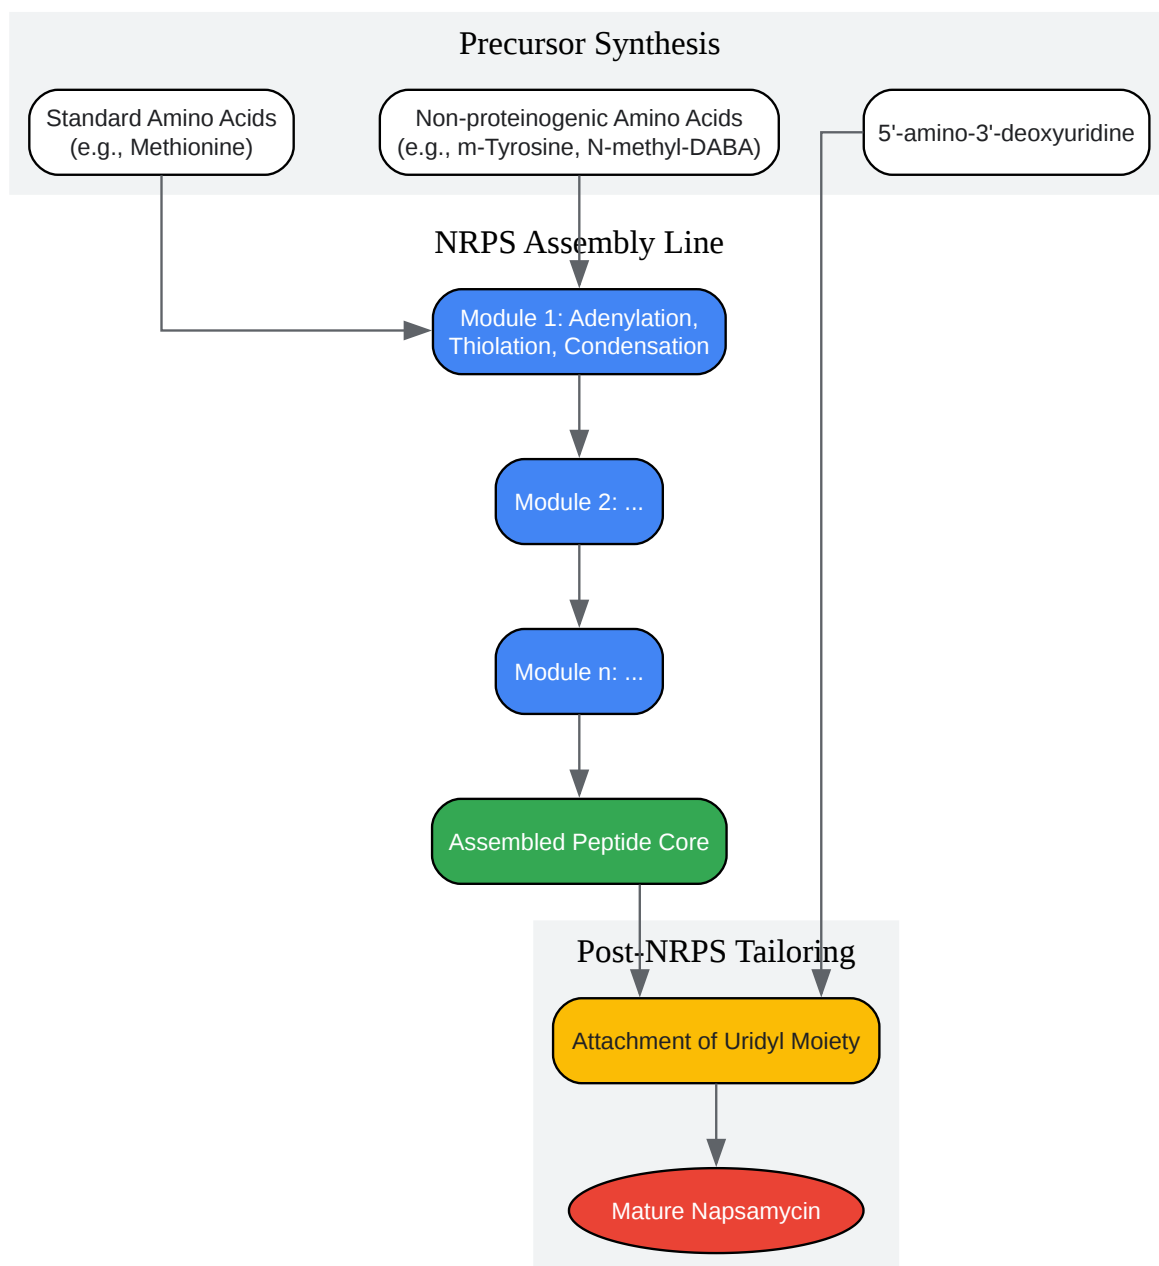 Precursor Synthesis
Standard Amino Acids
(e.g., Methionine)
Non-proteinogenic Amino Acids
(e.g., m-Tyrosine, N-methyl-DABA)
5'-amino-3'-deoxyuridine
NRPS Assembly Line
Module 1: Adenylation,
Thiolation, Condensation
Module 2: ...
Module n: ...
Assembled Peptide Core
Post-NRPS Tailoring
Attachment of Uridyl Moiety
Mature Napsamycin